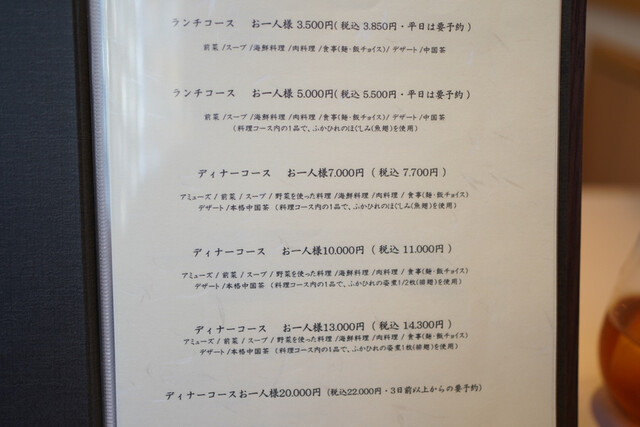 ランチコース　お一人様 3.500円( 税込 3.850円・平日は要予約 )
前菜 /スープ /海鮮料理 /肉料理 /食事(麺・飯チョイス)/ デザート /中国茶
ランチコース　お一人様 5.000円( 税込 5.500円・平日は要予約 )
前菜 /スープ /海鮮料理 /肉料理 /食事(麺・飯チョイス)/ デザート /中国茶
(料理コース内の1品で、ふかひれのほぐしみ(魚翅)を使用)
ディナーコース　お一人様7.000円 ( 税込 7.700円 )
アミューズ / 前菜 / スープ / 野菜を使った料理 /海鮮料理 /肉料理 / 食事(麺・飯チョイス)
デザート /本格中国茶 (料理コース内の1品で、ふかひれのほぐしみ(魚翅)を使用)
ディナーコース　お一人様10.000円 ( 税込 11.000円 )
アミューズ / 前菜 / スープ / 野菜を使った料理 /海鮮料理 /肉料理 / 食事(麺・飯チョイス)
デザート /本格中国茶 (料理コース内の1品で、ふかひれの姿煮1/2枚(排翅)を使用)
ディナーコース　お一人様13.000円 ( 税込 14.300円 )
アミューズ / 前菜 / スープ / 野菜を使った料理 /海鮮料理 /肉料理 / 食事(麺・飯チョイス)
デザート /本格中国茶 (料理コース内の1品で、ふかひれの姿煮1枚(排翅)を使用)
ディナーコースお一人様20.000円 (税込22.000円・3日前以上からの要予約)